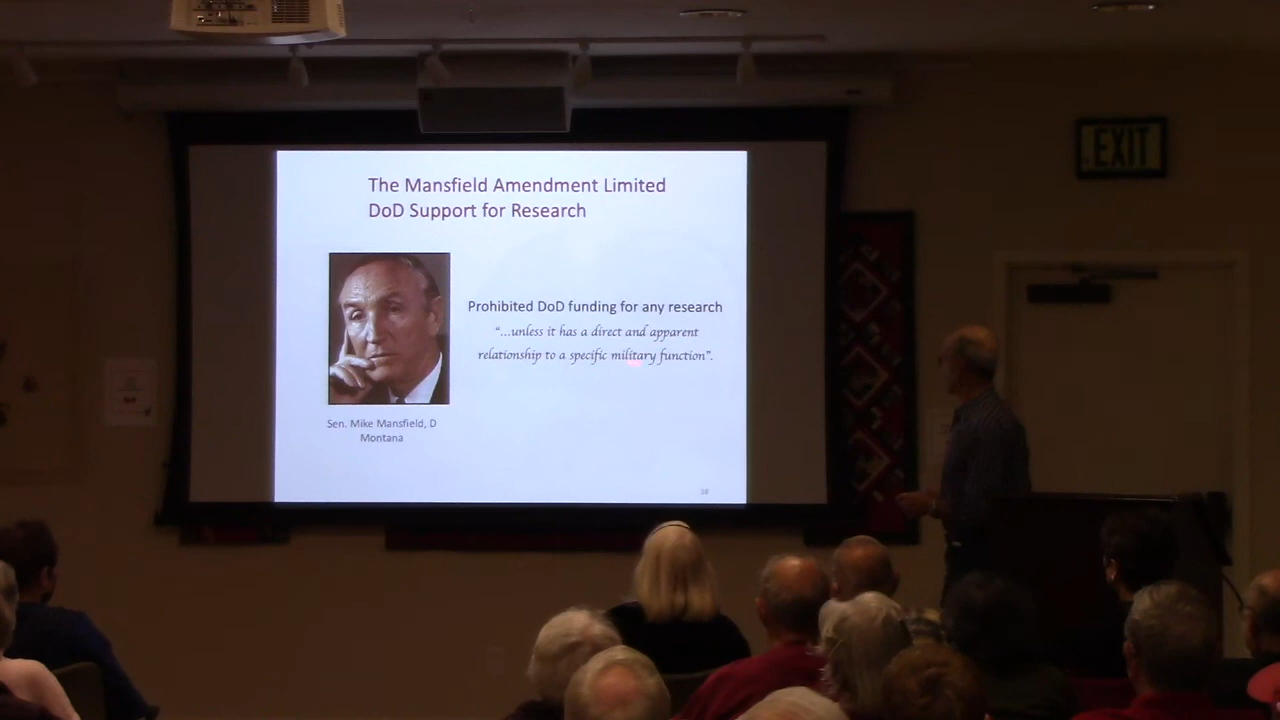 The Mansfield Amendment Limited
DoD Support for Research
Prohibited DoD funding for any research
"...unless it has a direct and apparent
relationship to a specific military function".
Sen. Mike Mansfield, D
Montana
EXIT